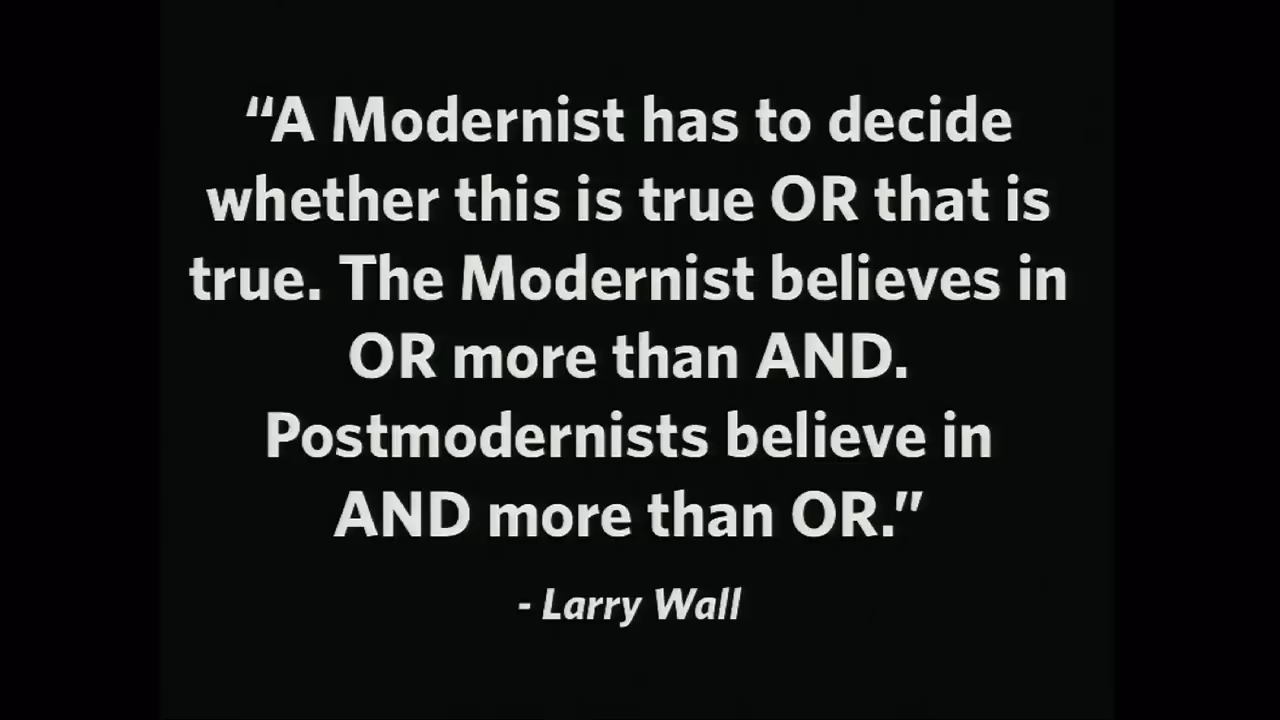 “A Modernist has to decide
whether this is true OR that is
true. The Modernist believes in
OR more than AND.
Postmodernists believe in
AND more than OR.”
- Larry Wall